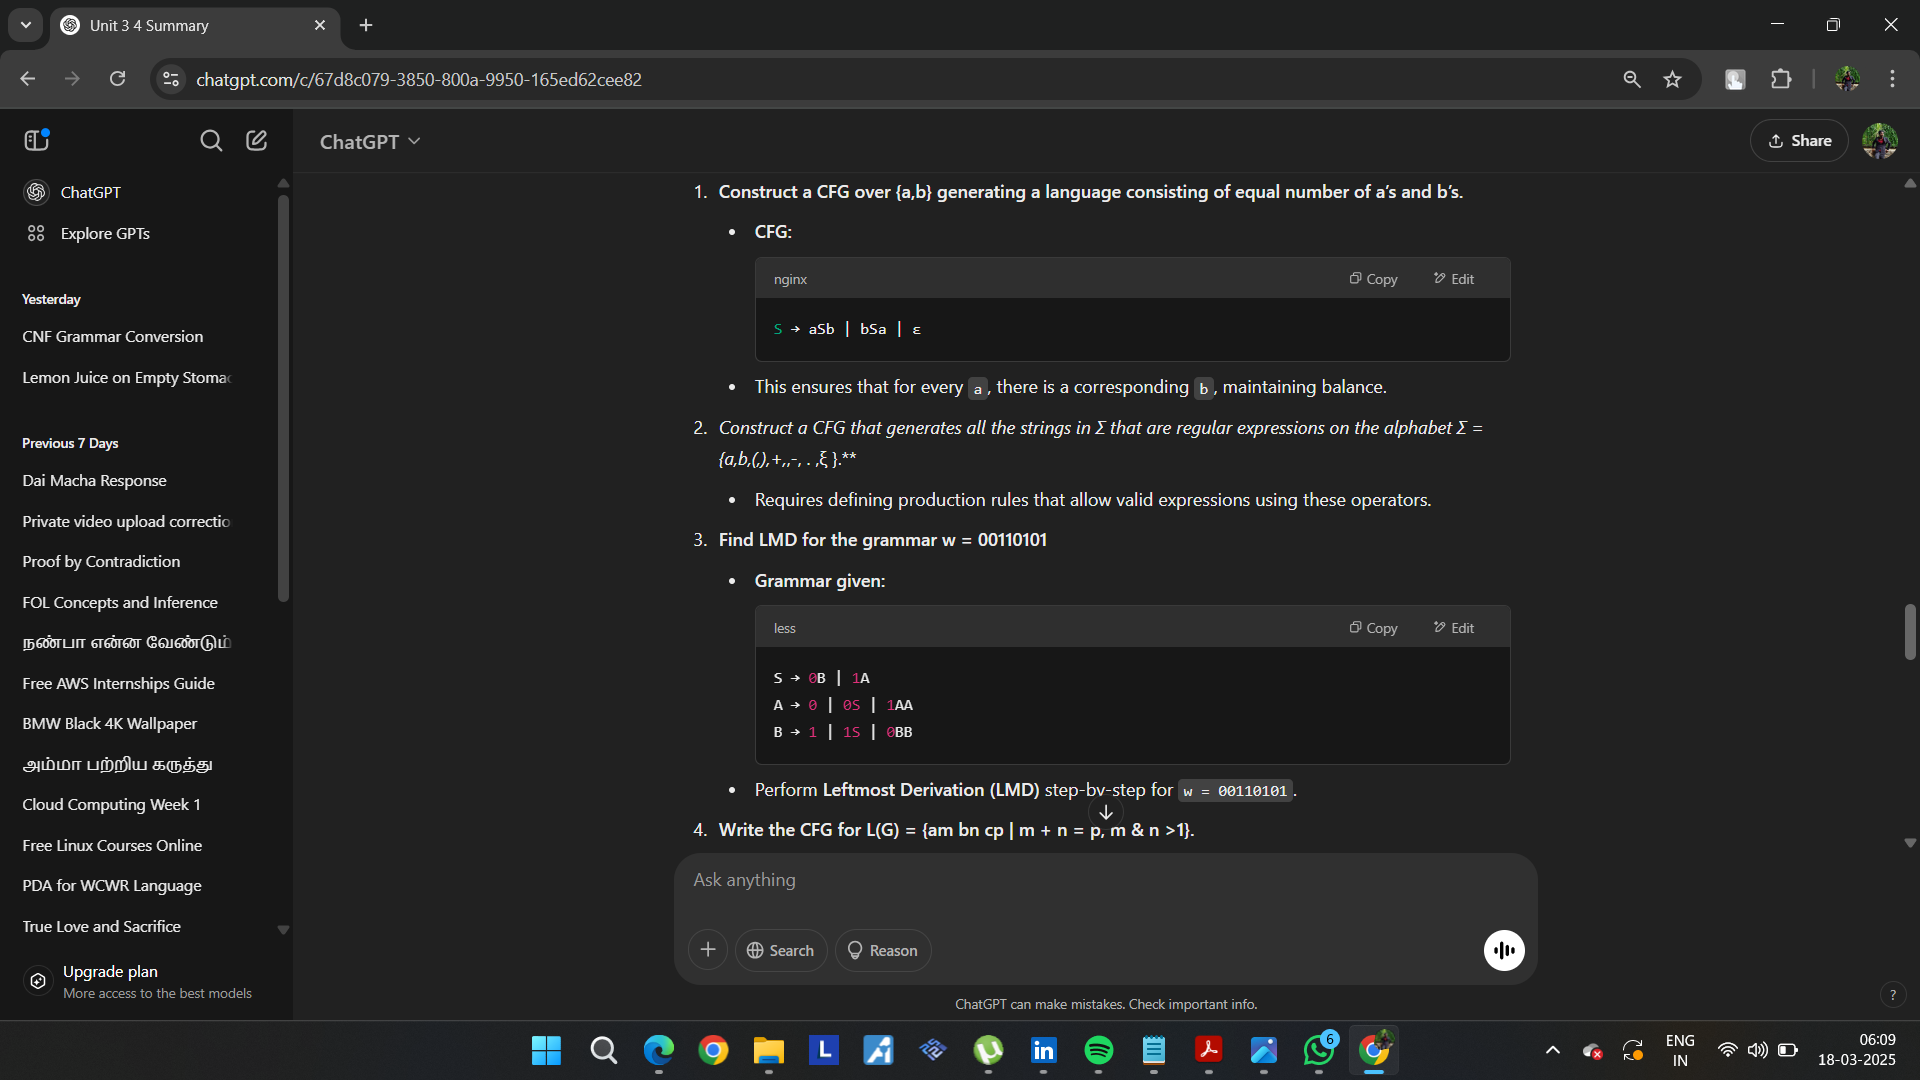 Unit 3 4 Summary
chatgpt.com/c/67d8c079-3850-800a-9950-165ed62cee82
ChatGPT
Share
ChatGPT
Explore GPTs
Yesterday
CNF Grammar Conversion
Lemon Juice on Empty Stomac
Previous 7 Days
Dai Macha Response
Private video upload correctio
Proof by Contradiction
FOL Concepts and Inference
நண்பா என்ன வேண்டும்
Free AWS Internships Guide
BMW Black 4K Wallpaper
அம்மா பற்றிய கருத்து
Cloud Computing Week 1
Free Linux Courses Online
PDA for WCWR Language
True Love and Sacrifice
Upgrade plan
More access to the best models
1. Construct a CFG over {a,b} generating a language consisting of equal number of a's and b's.
• CFG:
nginx Copy Edit
S → aSb | bSa | ε
• This ensures that for every a, there is a corresponding b, maintaining balance.
2. Construct a CFG that generates all the strings in Σ that are regular expressions on the alphabet Σ =
{a,b,(,),+,,-, . ,ξ }.**
• Requires defining production rules that allow valid expressions using these operators.
3. Find LMD for the grammar w = 00110101
• Grammar given:
less Copy Edit
S → 0B | 1A
A → 0 | 0S | 1AA
B → 1 | 1S | 0BB
• Perform Leftmost Derivation (LMD) step-by-step for w = 00110101.
4. Write the CFG for L(G) = {am bn cp | m + n = p, m & n >1}.
Ask anything
Search
Reason
ChatGPT can make mistakes. Check important info.
?
L
6
ENG
IN
06:09
18-03-2025